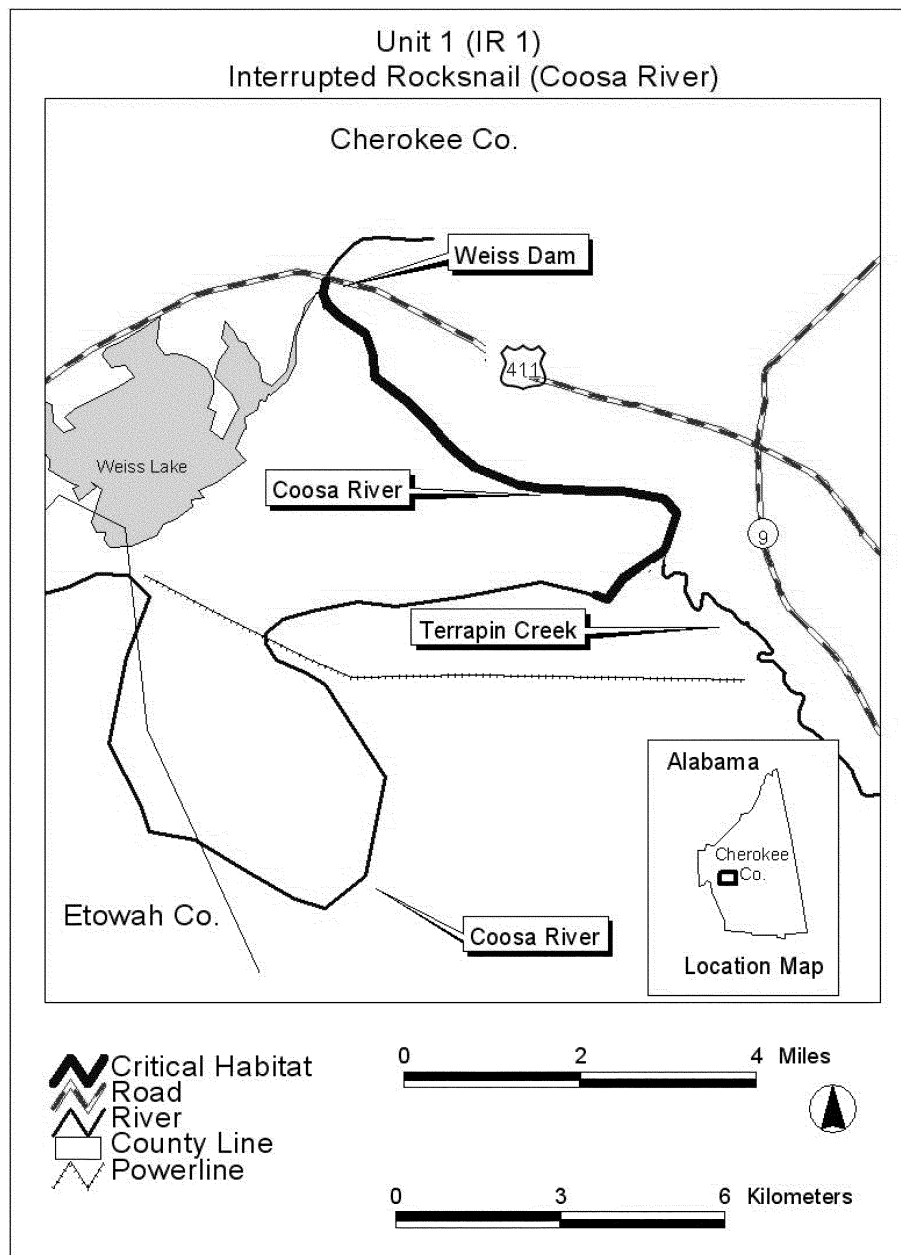 Unit 1 (IR 1)
Interrupted Rocksnail (Coosa River)
Cherokee Co.
Weiss Dam
411
Weiss Lake
Coosa River
9
Terrapin Creek
Alabama
Cherokee
Co.
Location Map
Etowah Co.
Coosa River
Critical Habitat
Road
River
County Line
Powerline
0 2 4 Miles
0 3 6 Kilometers